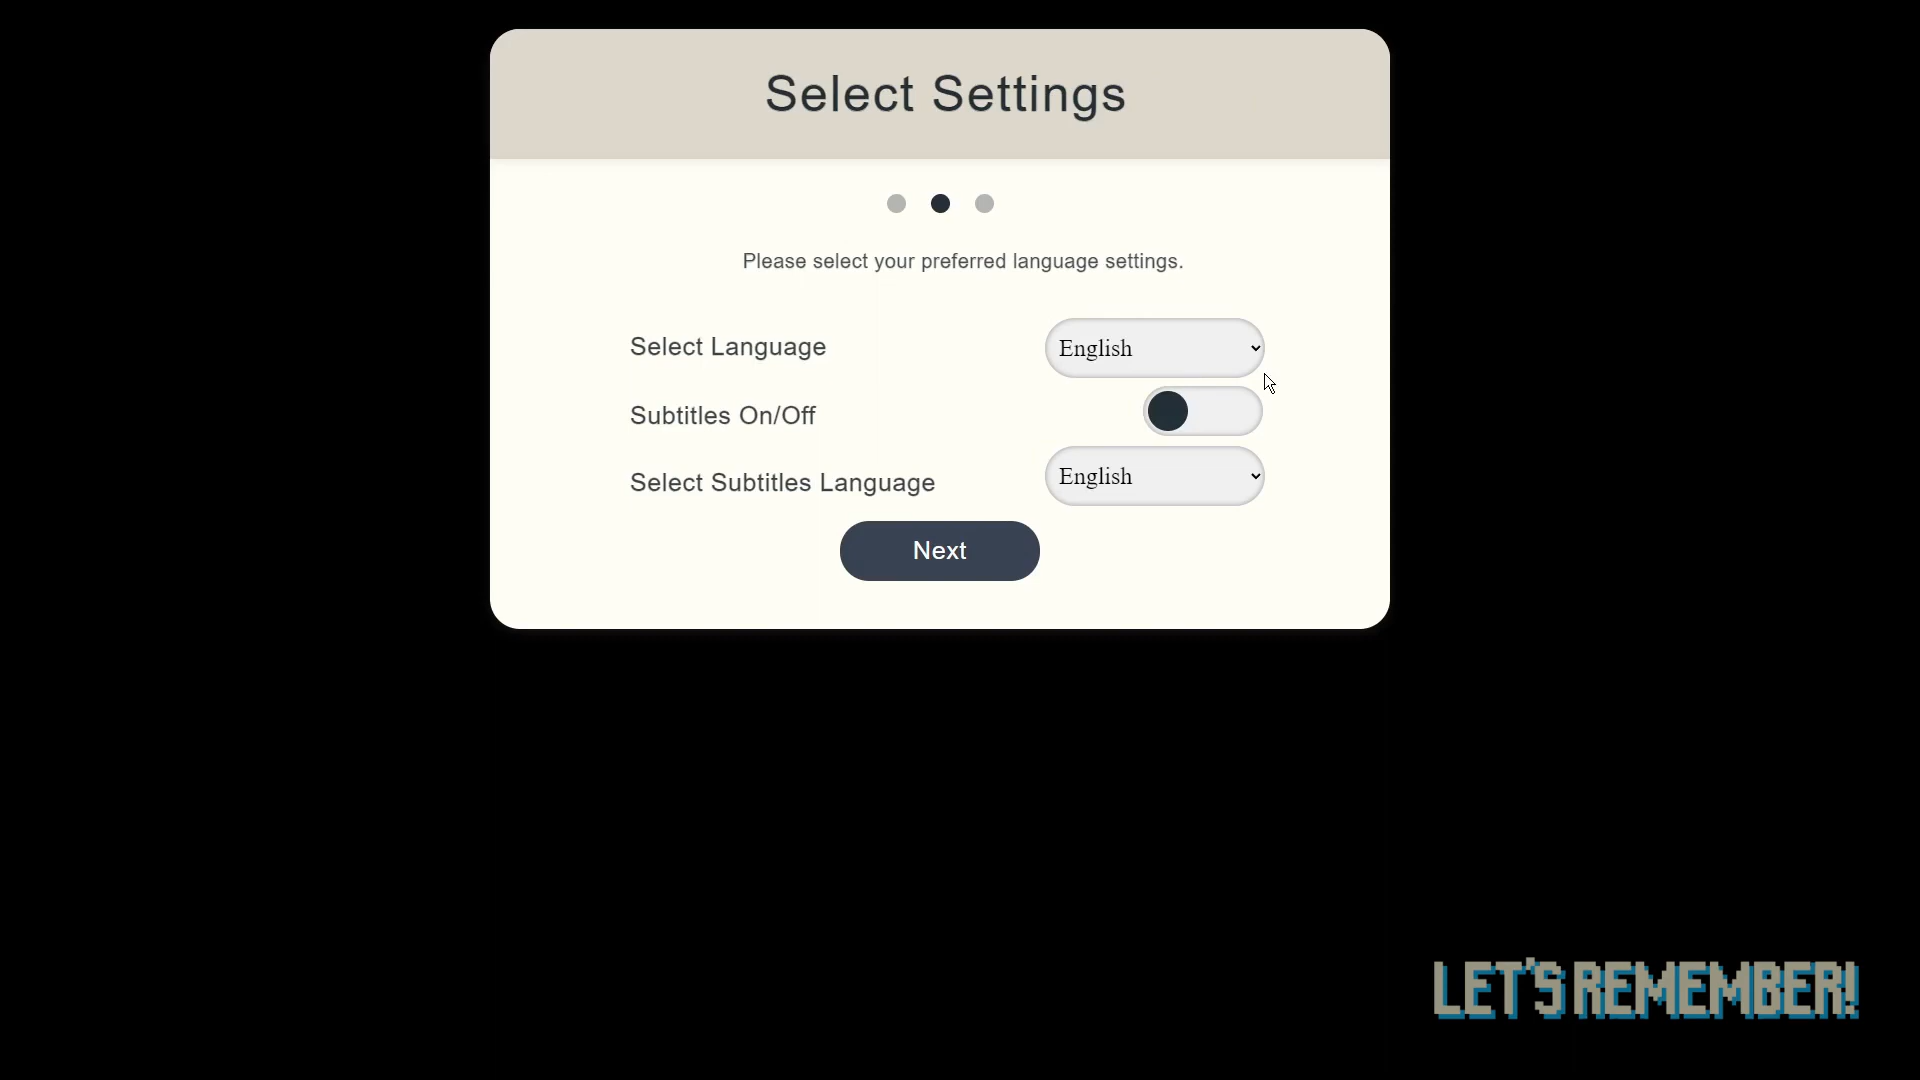 Select Settings
Please select your preferred language settings.
Select Language
English
Subtitles On/Off
Select Subtitles Language
English
Next
LET'S REMEMBER!